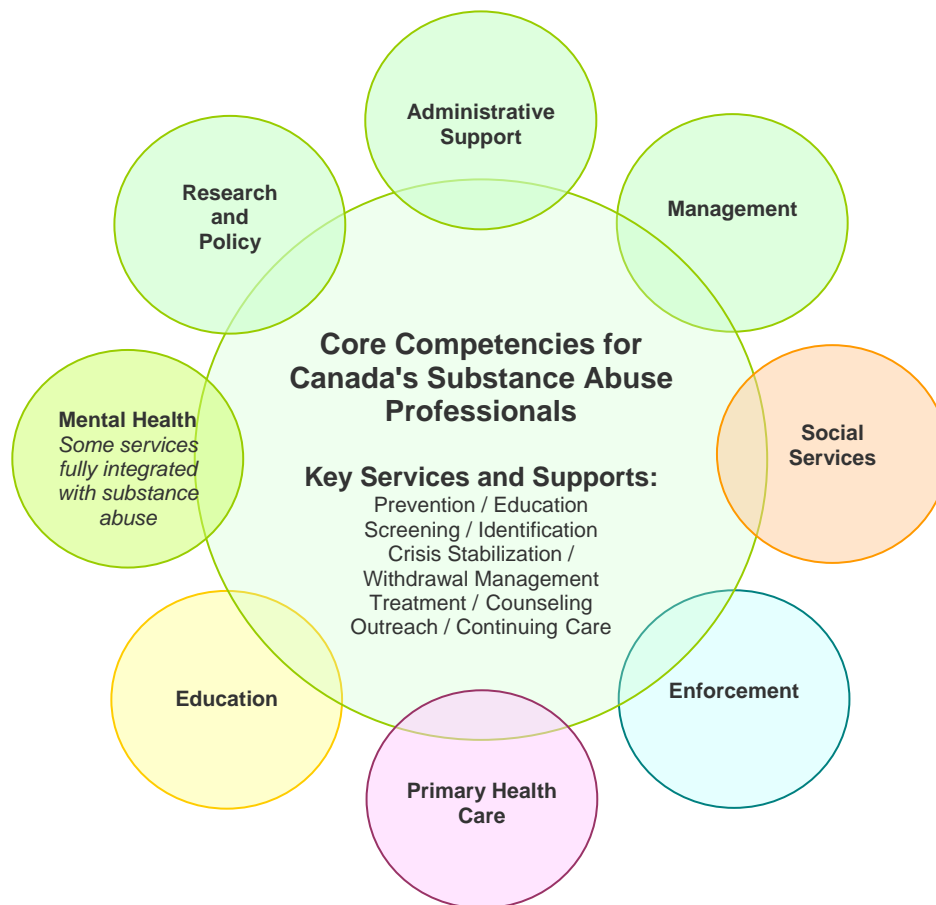 Administrative
Support
Research
and
Policy
Management
Core Competencies for
Canada's Substance Abuse
Professionals
Mental Health
Some services
fully integrated
with substance
abuse
Social
Services
Key Services and Supports:
Prevention / Education
Screening / Identification
Crisis Stabilization /
Withdrawal Management
Treatment / Counseling
Outreach / Continuing Care
Education
Enforcement
Primary Health
Care